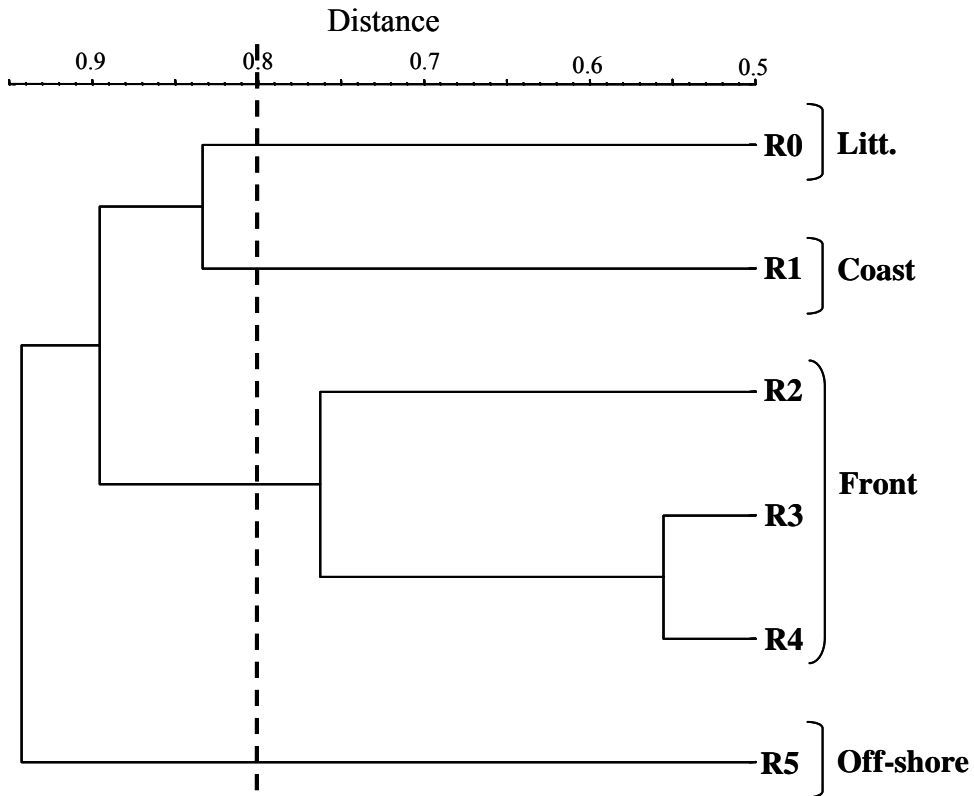 Distance
0.9 0.8 0.7 0.6 0.5
R0 Litt.
R1 Coast
R2
Front
R3
R4
R5 Off-shore